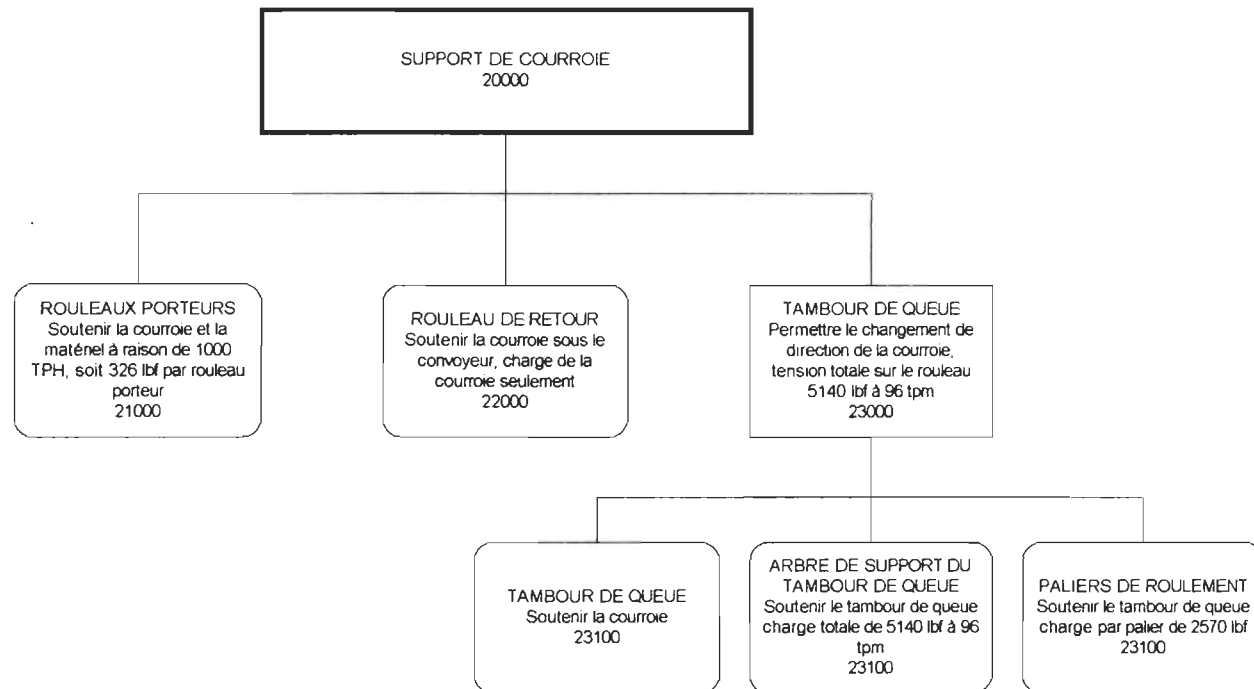 SUPPORT DE COURROIE
20000
ROULEAUX PORTEURS
Soutenir la courroie et la
matériel à raison de 1000
TPH, soit 326 lbf par rouleau
porteur
21000
ROULEAU DE RETOUR
Soutenir la courroie sous le
convoyeur, charge de la
courroie seulement
22000
TAMBOUR DE QUEUE
Permettre le changement de
direction de la courroie,
tension totale sur le rouleau
5140 lbf à 96 tpm
23000
TAMBOUR DE QUEUE
Soutenir la courroie
23100
ARBRE DE SUPPORT DU
TAMBOUR DE QUEUE
Soutenir le tambour de queue
charge totale de 5140 lbf à 96
tpm
23100
PALIERS DE ROULEMENT
Soutenir le tambour de queue
charge par palier de 2570 lbf
23100